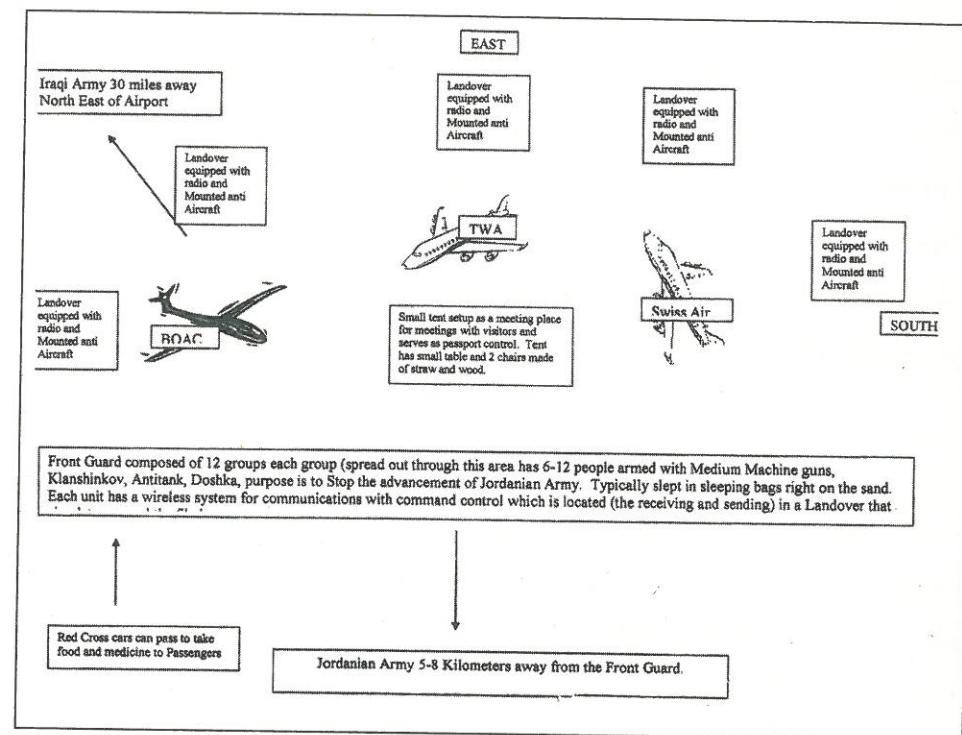 EAST
Iraqi Army 30 miles away
North East of Airport
Landover
equipped with
radio and
Mounted anti
Aircraft
Landover
equipped with
radio and
Mounted anti
Aircraft
Landover
equipped with
radio and
Mounted anti
Aircraft
TWA
Landover
equipped with
radio and
Mounted anti
Aircraft
Landover
equipped with
radio and
Mounted anti
Aircraft
BOAC
Small tent setup as a meeting place
for meetings with visitors and
serves as passport control. Tent
has small table and 2 chairs made
of straw and wood.
Swiss Air
SOUTH
Front Guard composed of 12 groups each group (spread out through this area has 6-12 people armed with Medium Machine guns,
Klanshinkov, Antitank, Doshka, purpose is to Stop the advancement of Jordanian Army. Typically slept in sleeping bags right on the sand.
Each unit has a wireless system for communications with command control which is located (the receiving and sending) in a Landover that
Red Cross cars can pass to take
food and medicine to Passengers
Jordanian Army 5-8 Kilometers away from the Front Guard.